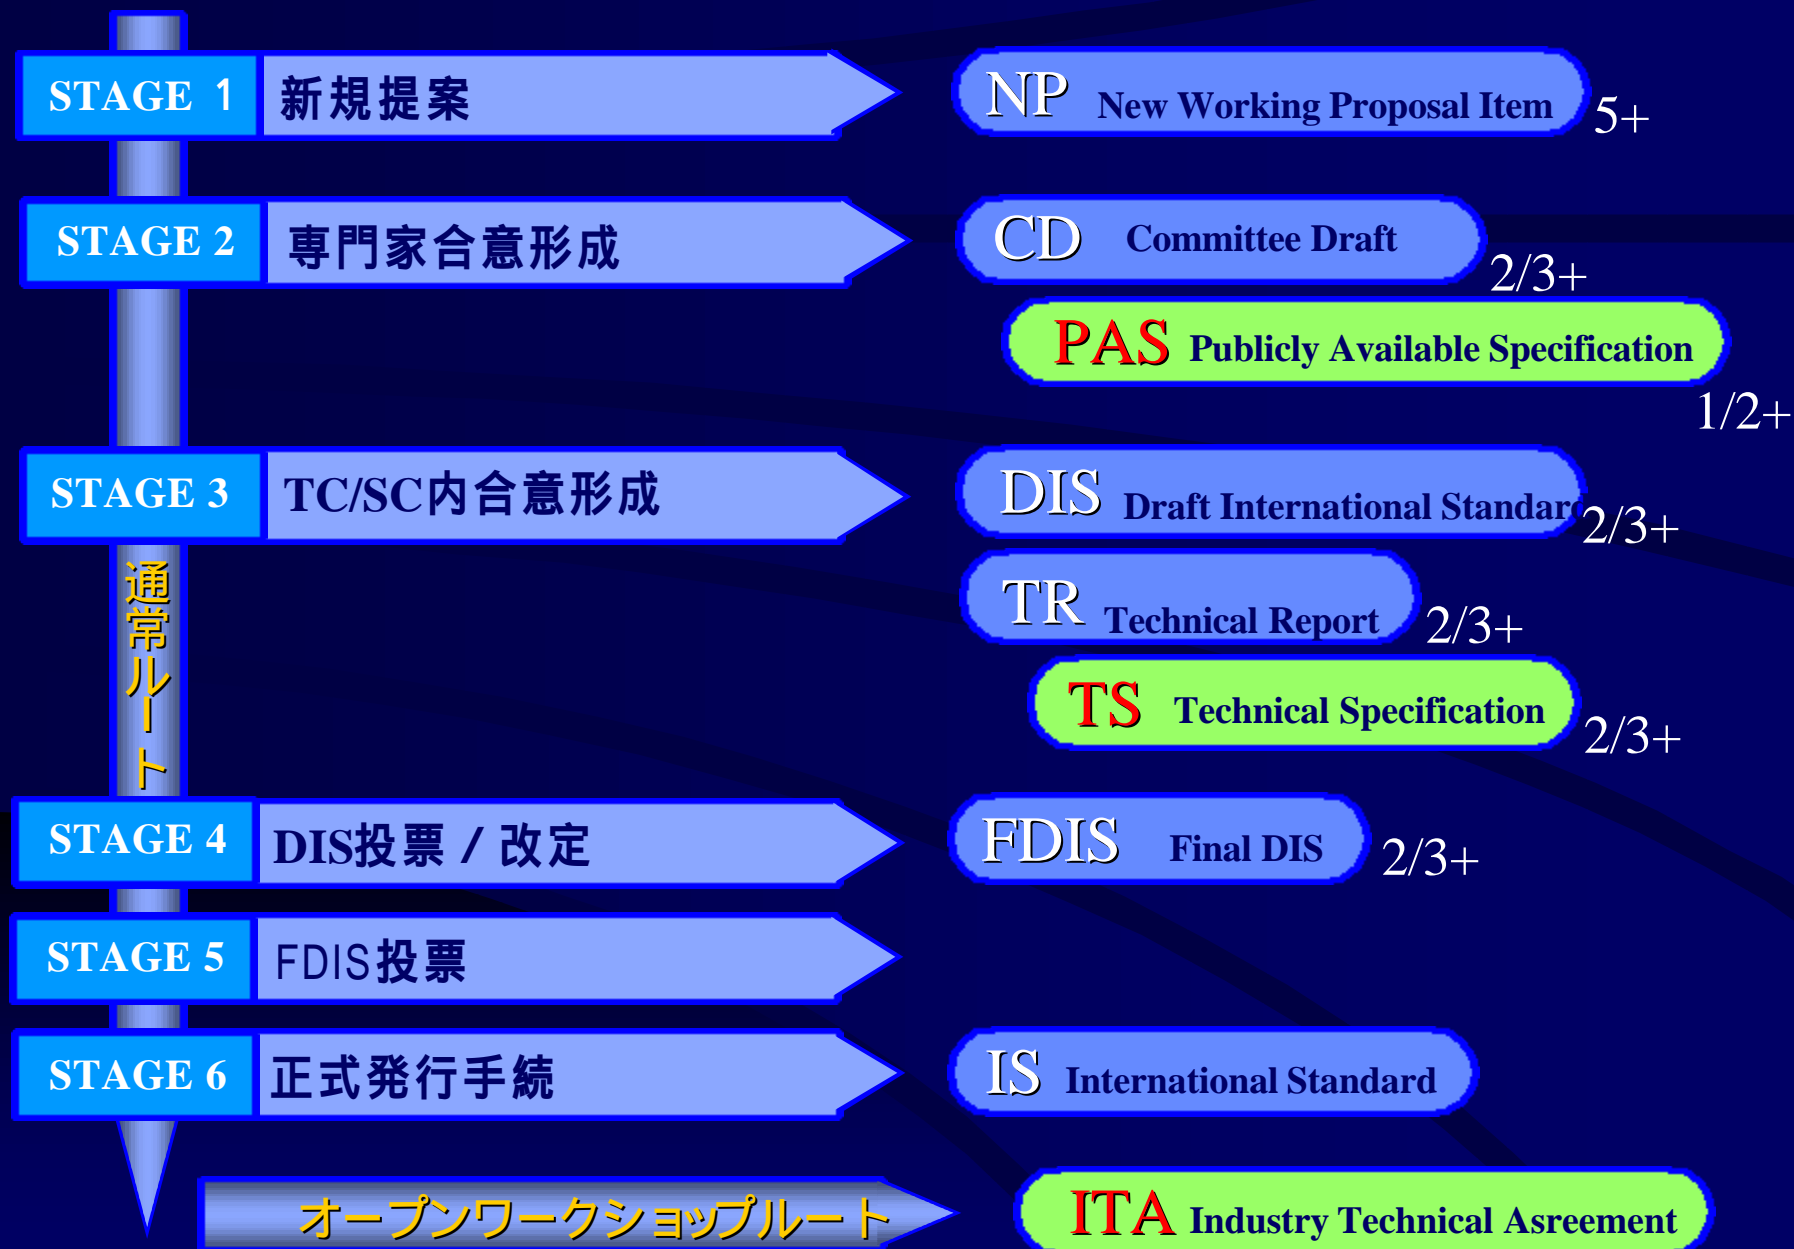 STAGE 1 新規提案 NP New Working Proposal Item 5+
STAGE 2 専門家合意形成 CD Committee Draft 2/3+
PAS Publicly Available Specification 1/2+
STAGE 3 TC/SC内合意形成 DIS Draft International Standard 2/3+
通常ルート
TR Technical Report 2/3+
TS Technical Specification 2/3+
STAGE 4 DIS投票 / 改定 FDIS Final DIS 2/3+
STAGE 5 FDIS投票
STAGE 6 正式発行手続 IS International Standard
オープンワークショップルート ITA Industry Technical Asreement